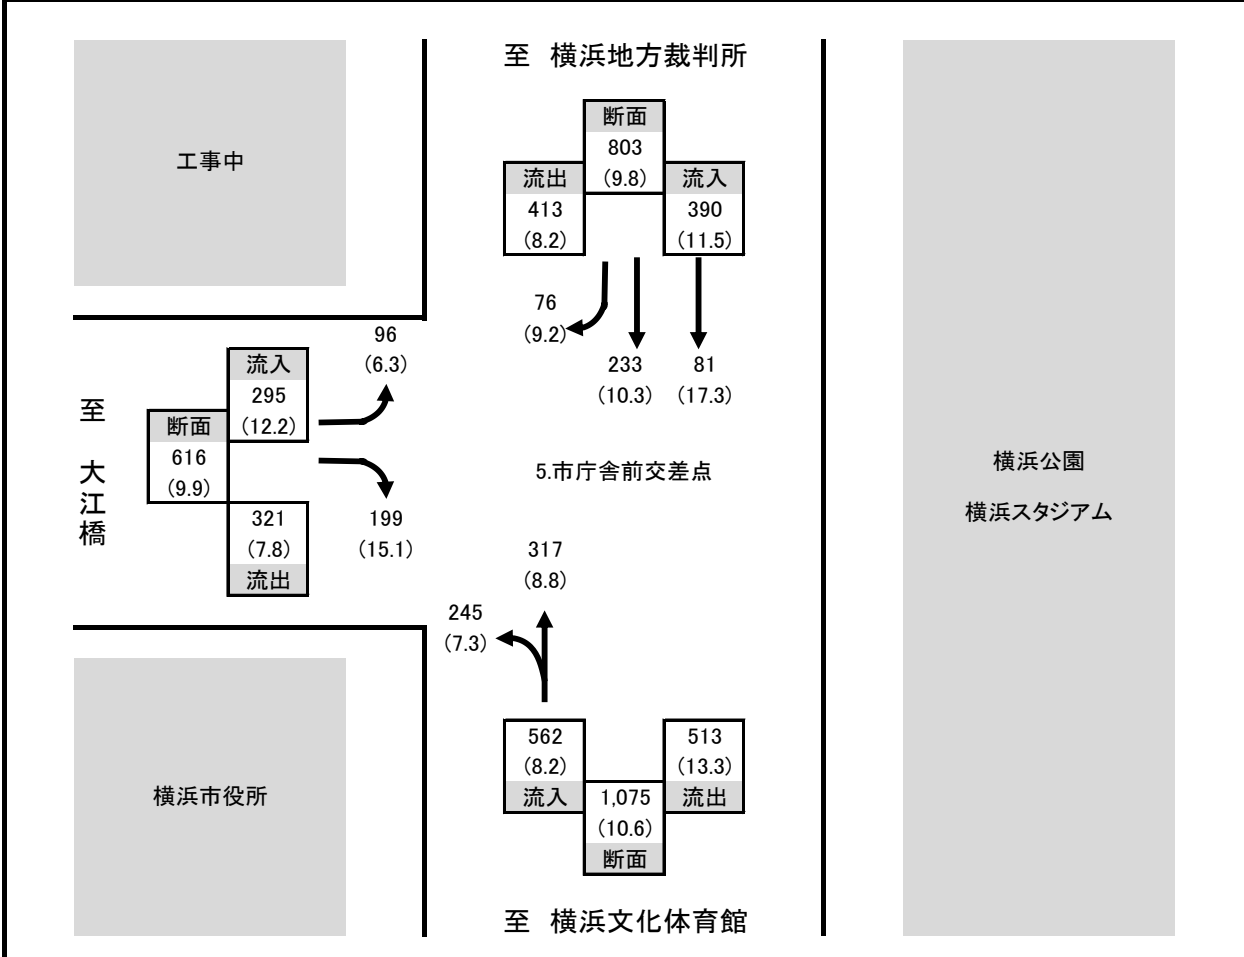 至 横浜地方裁判所
工事中
断面
803
(9.8)
流出
413
(8.2)
流入
390
(11.5)
76
(9.2)
233
(10.3)
81
(17.3)
96
(6.3)
流入
295
(12.2)
断面
616
(9.9)
321
(7.8)
流出
至 大江橋
199
(15.1)
5.市庁舎前交差点
横浜公園
横浜スタジアム
317
(8.8)
245
(7.3)
562
(8.2)
流入
513
(13.3)
流出
1,075
(10.6)
断面
横浜市役所
至 横浜文化体育館